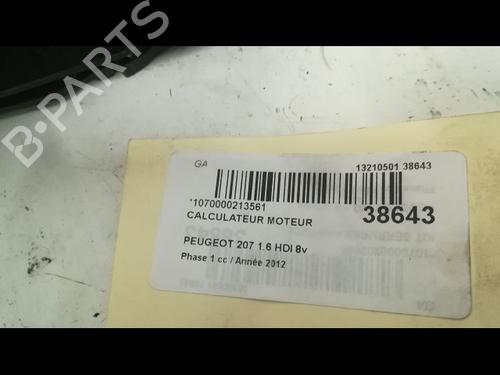 B-PARTS
GA 13210501 38643
*1070000213561
CALCULATEUR MOTEUR 38643
PEUGEOT 207 1.6 HDI 8v
Phase 1 cc / Année 2012
GA